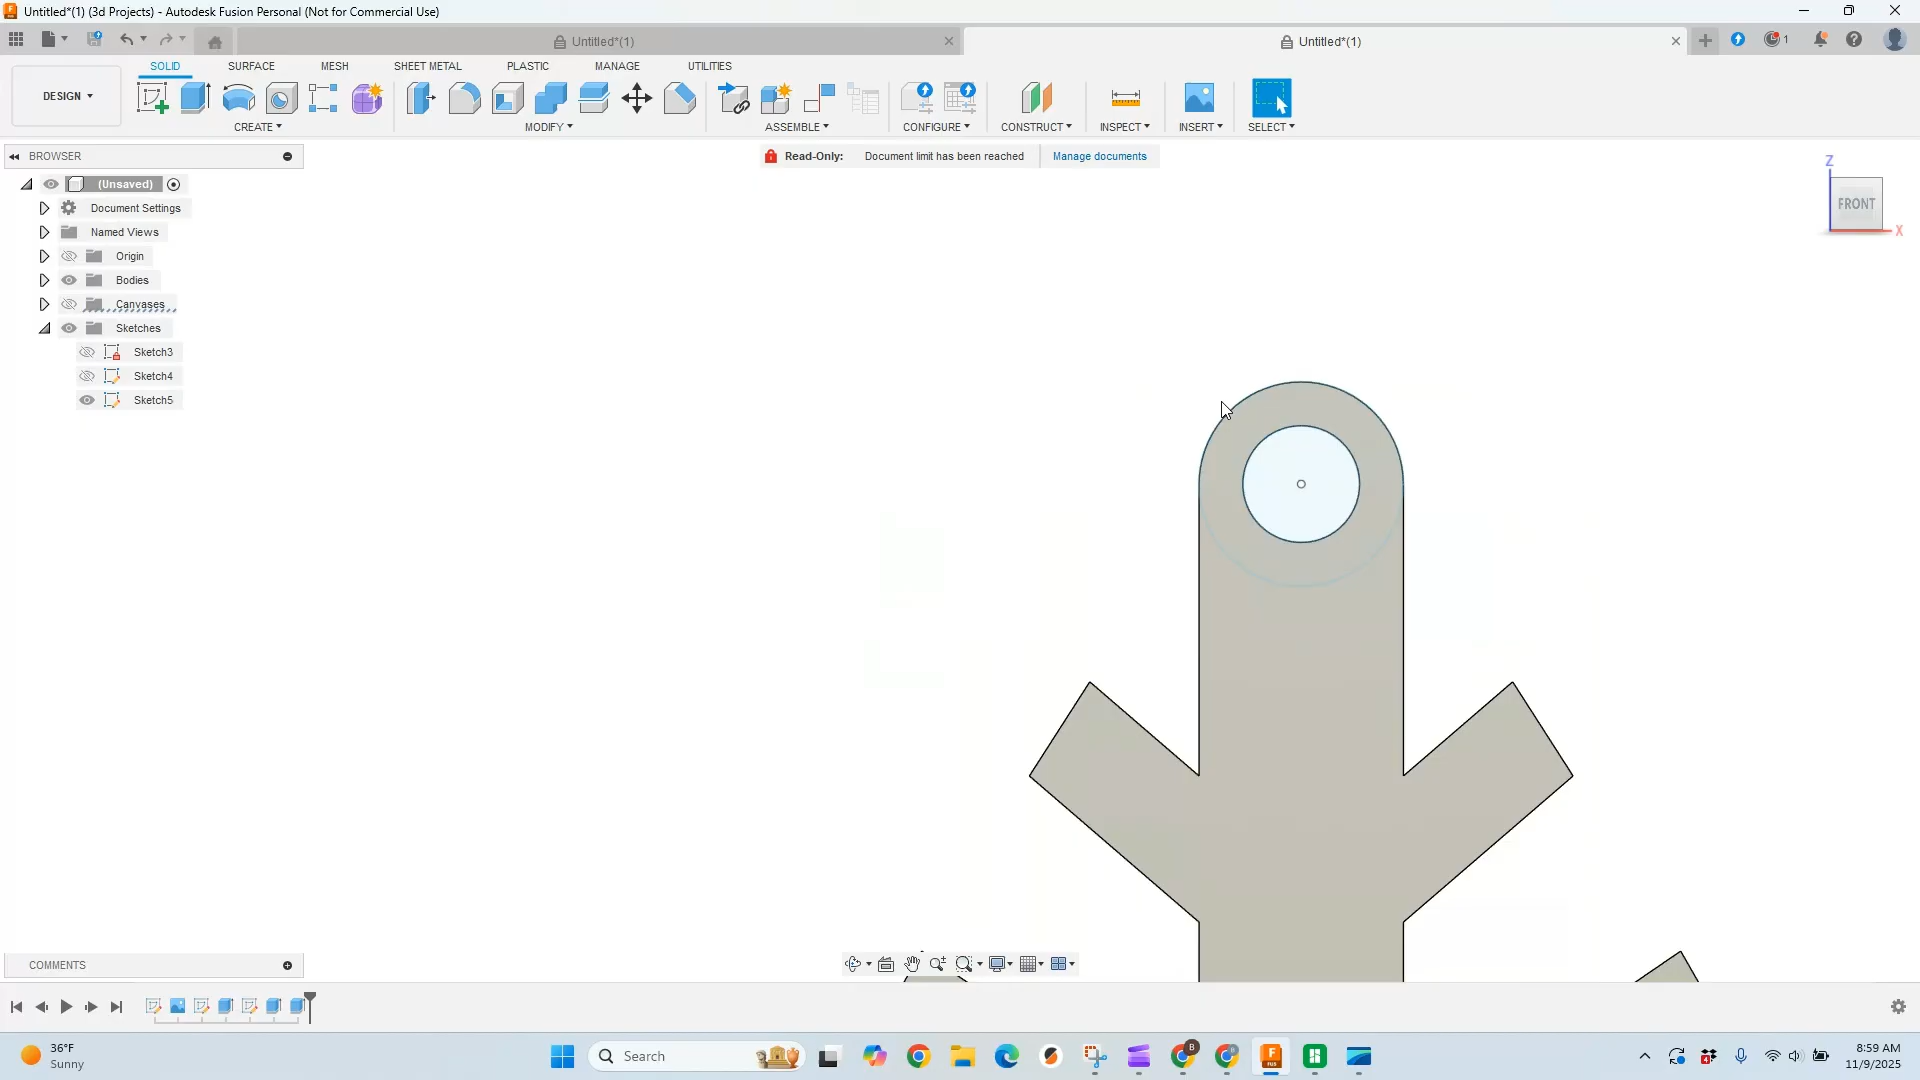 Untitled*(1) (3d Projects) - Autodesk Fusion Personal (Not for Commercial Use)
Untitled*(1)
Untitled*(1)
1
DESIGN
SOLID
SURFACE
MESH
SHEET METAL
PLASTIC
MANAGE
UTILITIES
CREATE
MODIFY
ASSEMBLE
CONFIGURE
CONSTRUCT
INSPECT
INSERT
SELECT
BROWSER
Read-Only: Document limit has been reached Manage documents
(Unsaved)
Document Settings
Named Views
Origin
Bodies
Canvases
Sketches
Sketch3
Sketch4
Sketch5
Z
FRONT
X
COMMENTS
36°F
Sunny
Search
8:59 AM
11/9/2025